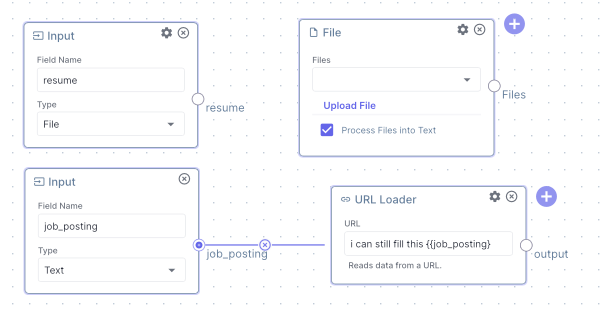 Input
Field Name
resume
Type
File
resume
File
Files
Upload File
Process Files into Text
Files
Input
Field Name
job_posting
Type
Text
job_posting
URL Loader
URL
i can still fill this {{job_posting}
Reads data from a URL.
output